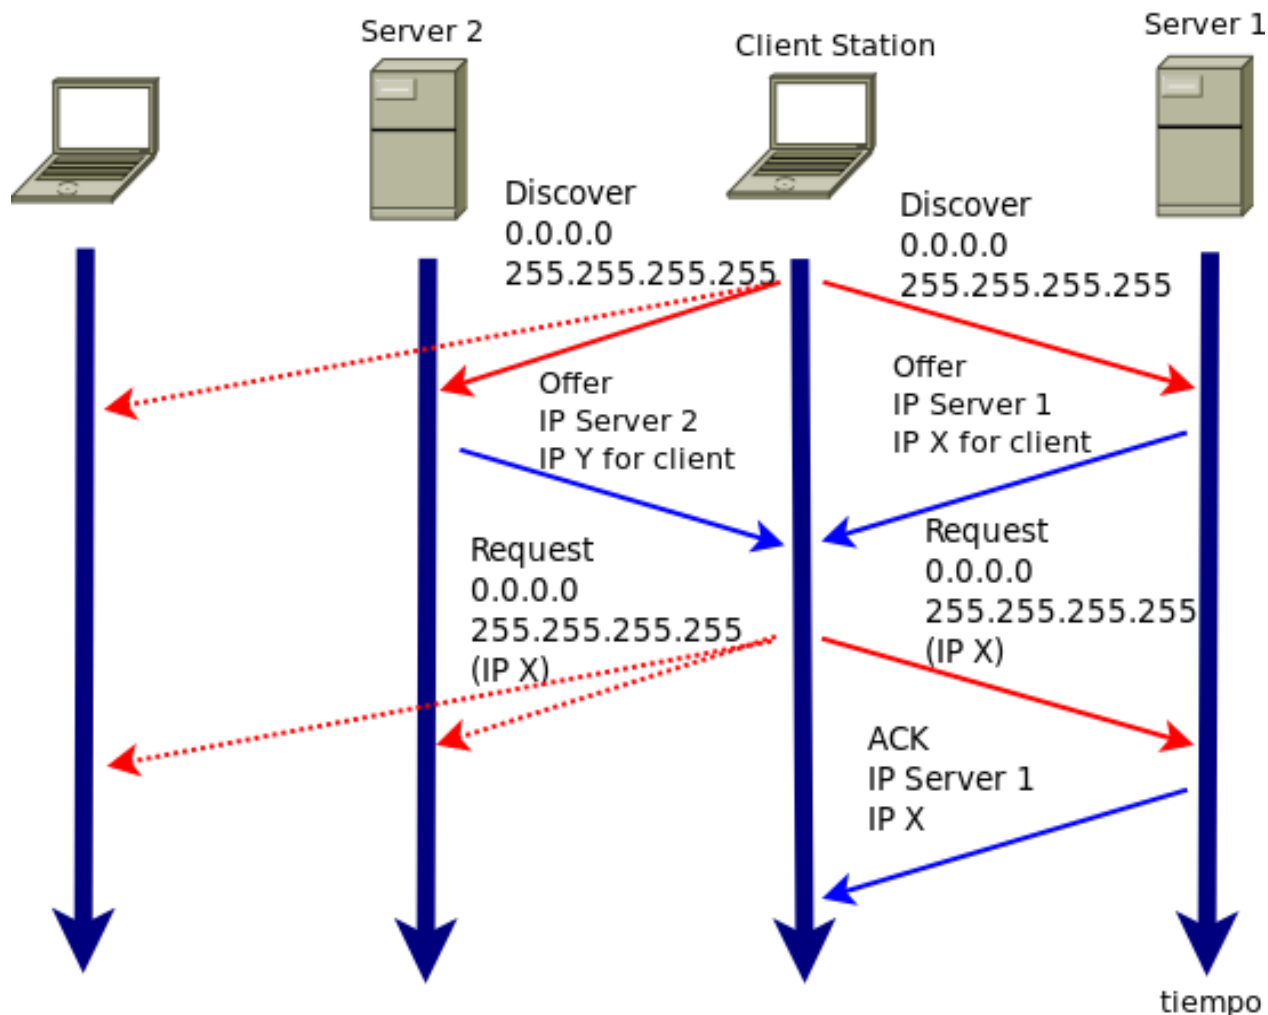 Server 2
Client Station
Server 1
Discover
0.0.0.0
255.255.255.255
Discover
0.0.0.0
255.255.255.255
Offer
IP Server 2
IP Y for client
Offer
IP Server 1
IP X for client
Request
0.0.0.0
255.255.255.255
(IP X)
Request
0.0.0.0
255.255.255.255
(IP X)
ACK
IP Server 1
IP X
tiempo